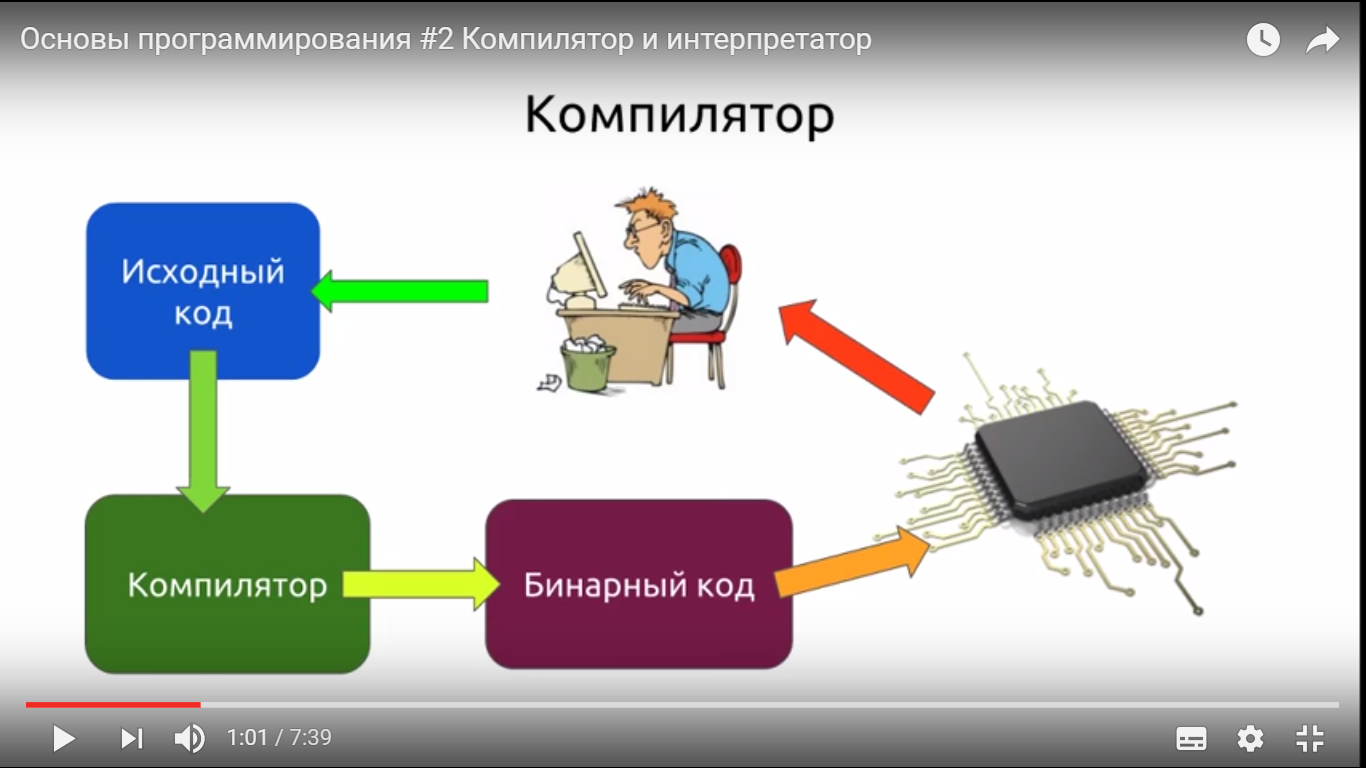 Основы программирования #2 Компилятор и интерпретатор
Компилятор
Исходный
код
Компилятор
Бинарный код
1:01 / 7:39